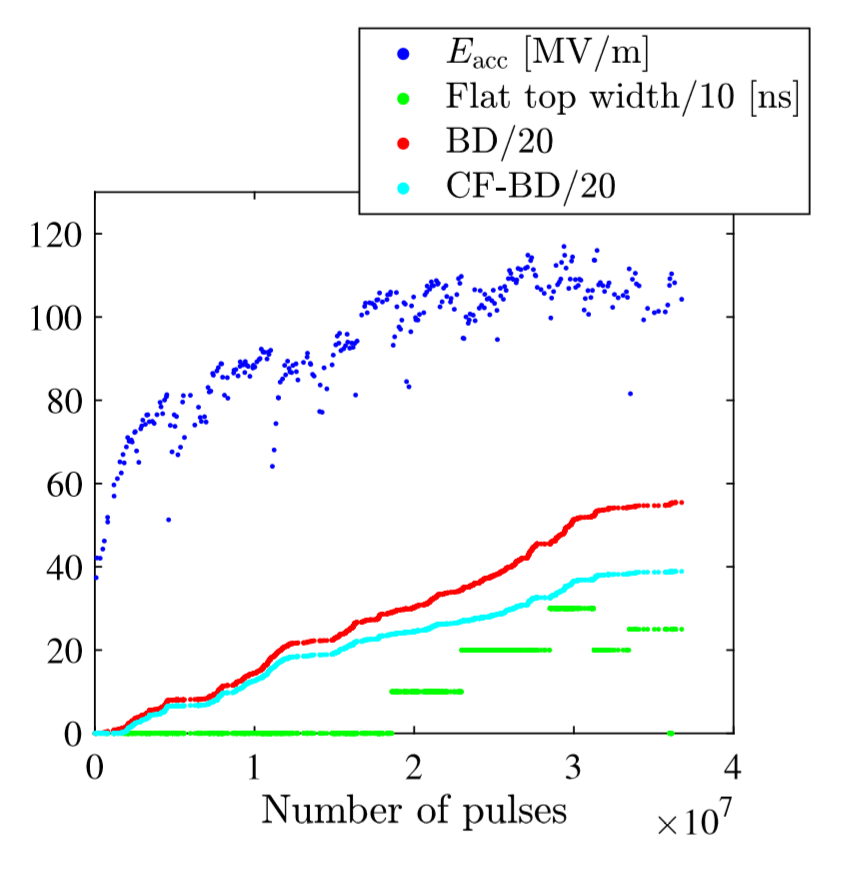 E_acc [MV/m]
Flat top width/10 [ns]
BD/20
CF-BD/20
120
100
80
60
40
20
0
0 1 2 3 4
Number of pulses
×10^7